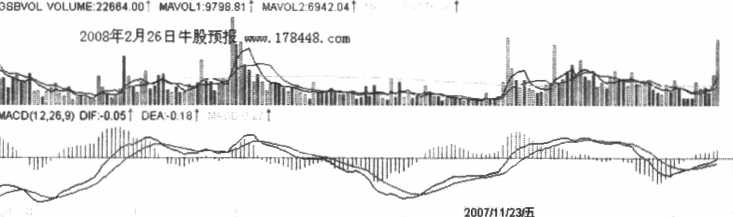 GSBVOL VOLUME:22664.00↑ MAVOL1:9798.81↑ MAVOL2:6942.04↑
2008年2月26日牛股预报 www.178448.com
MACD(12,26,9) DIF:-0.05↑ DEA:-0.18↑
2007/11/23/五